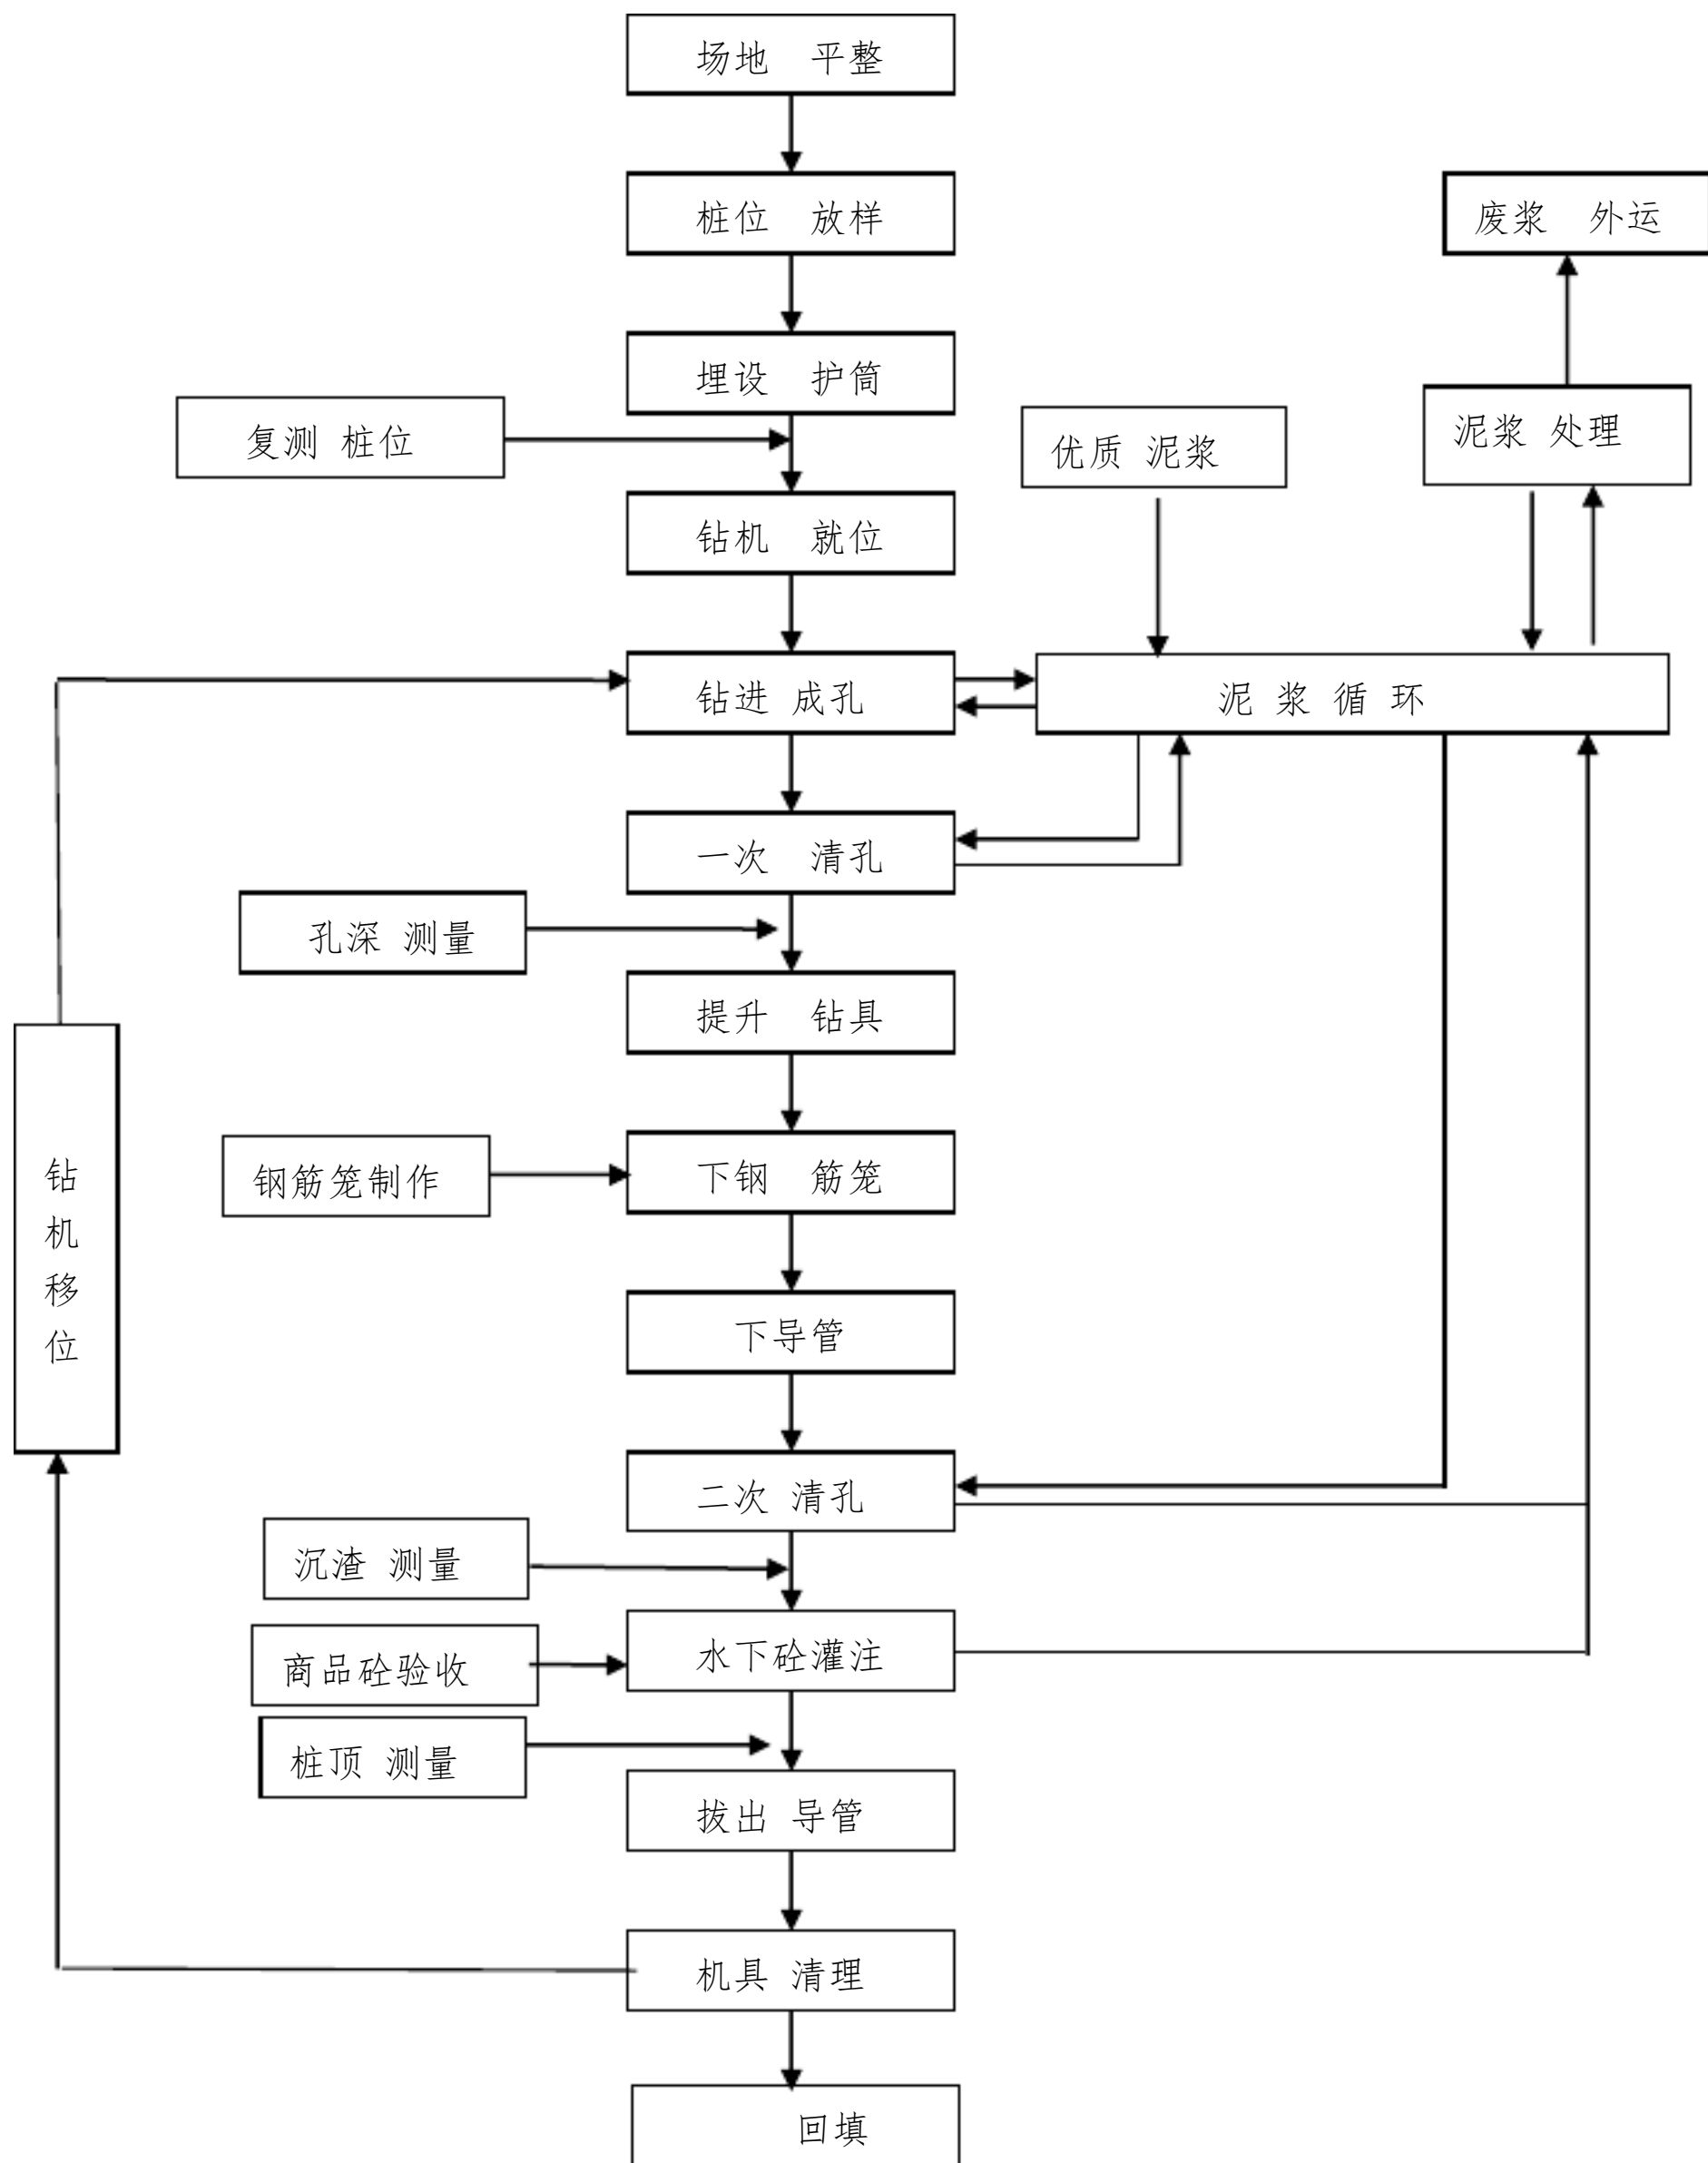 场地 平整
桩位 放样
废浆 外运
埋设 护筒
复测 桩位
优质 泥浆
泥浆 处理
钻机 就位
钻进 成孔
泥 浆 循 环
一次 清孔
孔深 测量
提升 钻具
钢筋笼制作
下钢 筋笼
钻
机
移
位
下导管
二次 清孔
沉渣 测量
水下砼灌注
商品砼验收
桩顶 测量
拔出 导管
机具 清理
回填